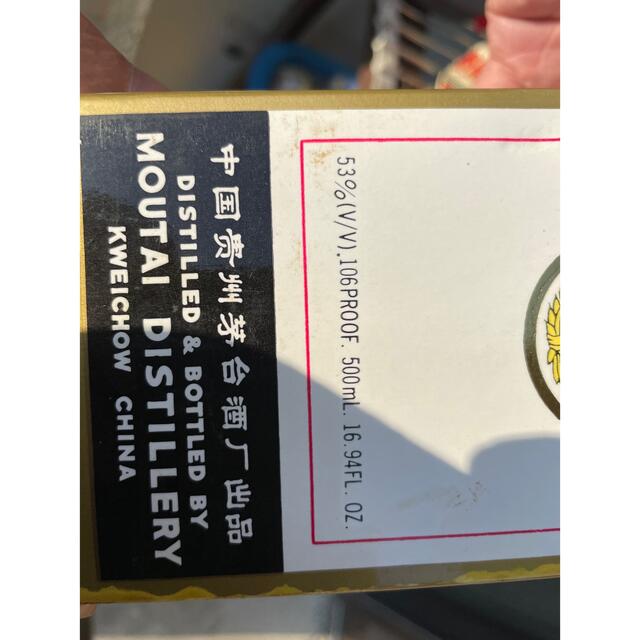 53%(V/V). 106PROOF. 500mL. 16.94FL. OZ.
中国贵州茅台酒厂出品
DISTILLED & BOTTLED BY
MOUTAI DISTILLERY
KWEICHOW CHINA